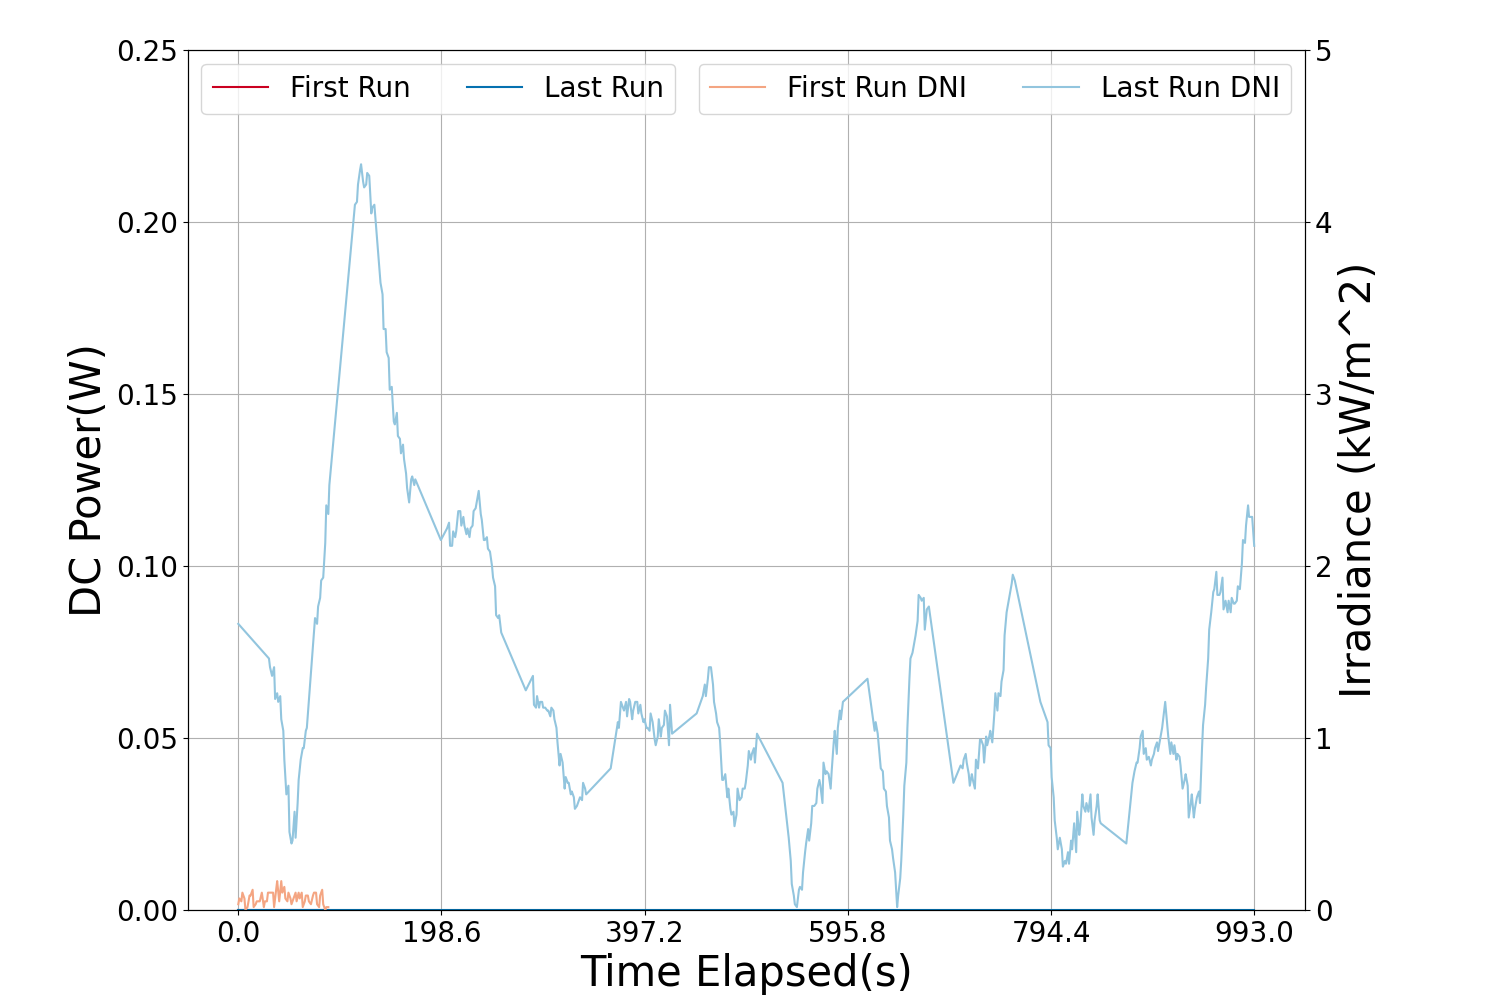 First Run
Last Run
First Run DNI
Last Run DNI
0.25
0.20
0.15
0.10
0.05
0.00
DC Power(W)
5
4
3
2
1
0
Irradiance (kW/m^2)
0.0
198.6
397.2
595.8
794.4
993.0
Time Elapsed(s)